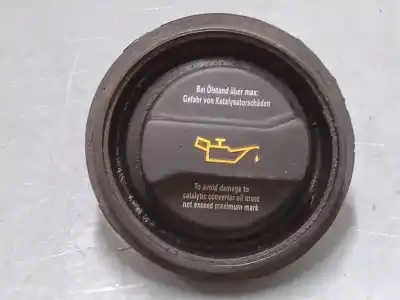 Bei Ölstand über max:
Gefahr von Katalysatorschäden
To avoid damage to
catalytic converter oil must
not exceed maximum mark